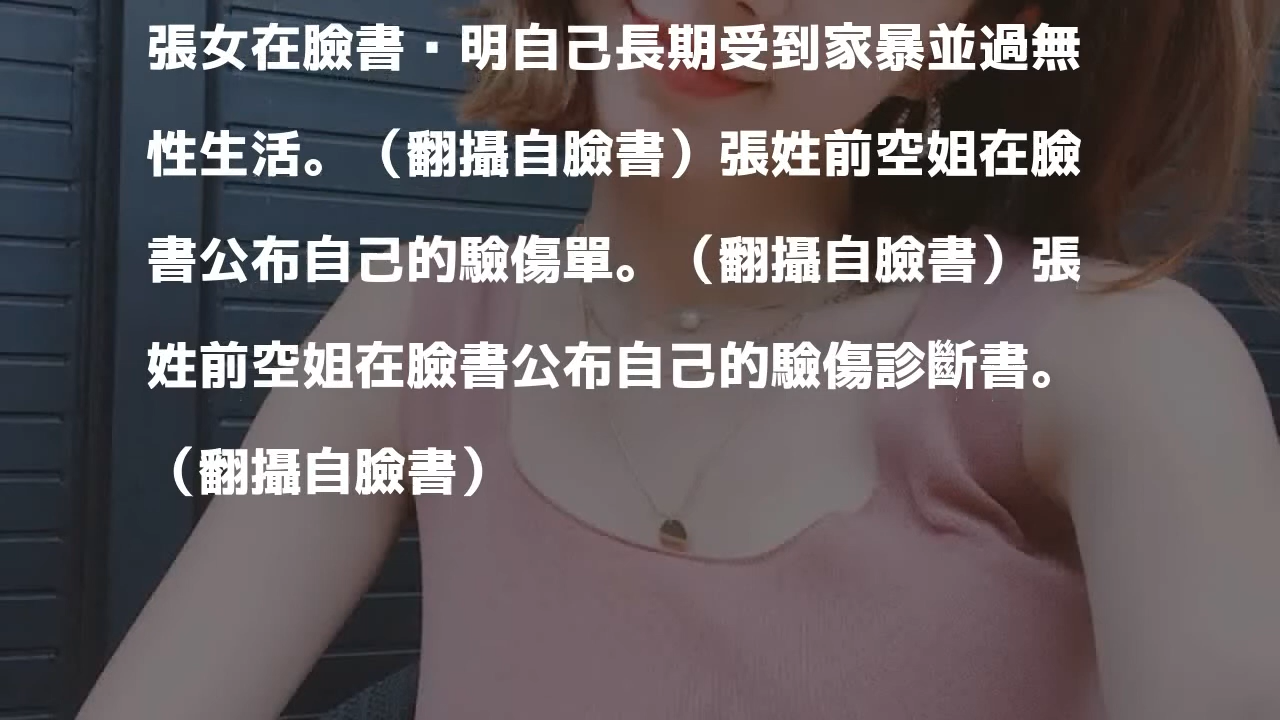 張女在臉書▪明自己長期受到家暴並過無
性生活。（翻攝自臉書）張姓前空姐在臉
書公布自己的驗傷單。（翻攝自臉書）張
姓前空姐在臉書公布自己的驗傷診斷書。
（翻攝自臉書）